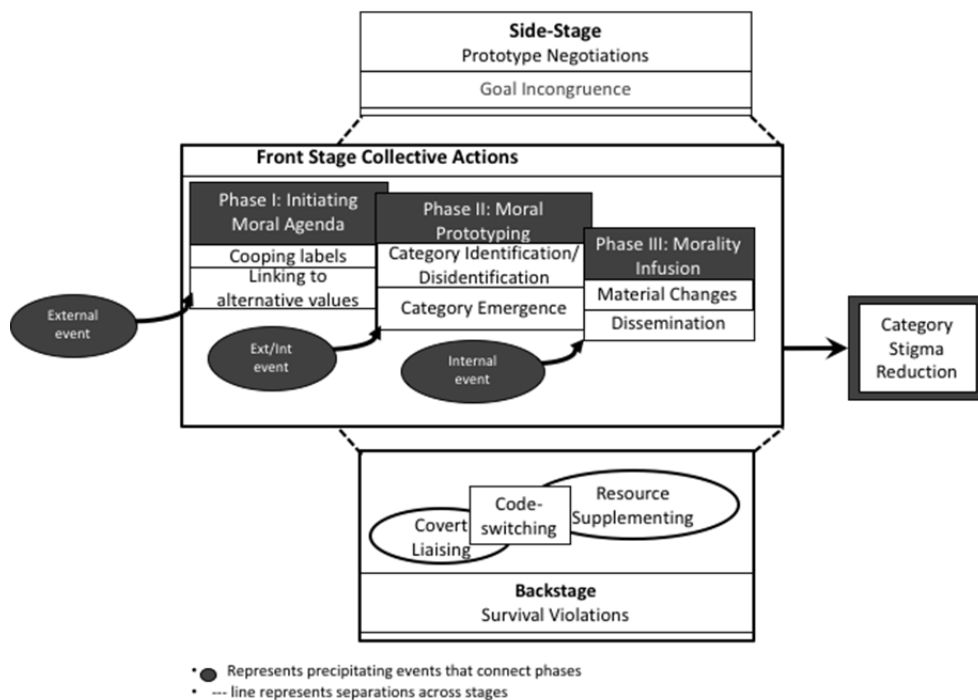 Side-Stage
Prototype Negotiations
Goal Incongruence
Front Stage Collective Actions
Phase I: Initiating
Moral Agenda
Cooping labels
Linking to
alternative values
Phase II: Moral
Prototyping
Category Identification/
Disidentification
Category Emergence
Phase III: Morality
Infusion
Material Changes
Dissemination
External
event
Ext/Int
event
Internal
event
Category
Stigma
Reduction
Covert
Liaising
Code-
switching
Resource
Supplementing
Backstage
Survival Violations
• Represents precipitating events that connect phases
• --- line represents separations across stages